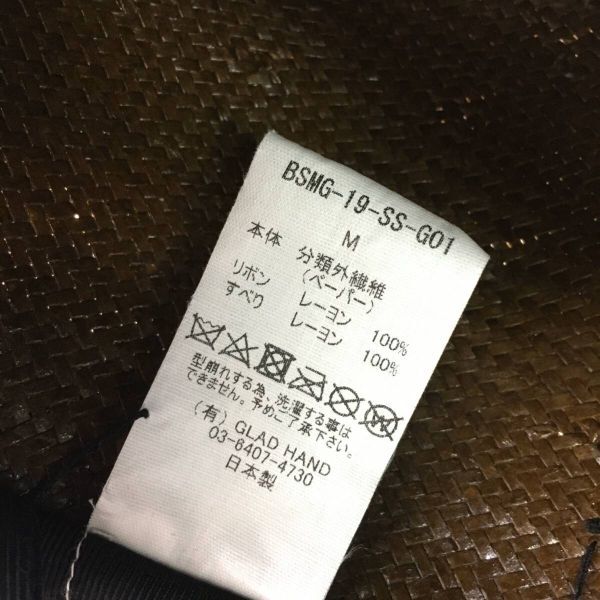 BSMG-19-SS-G01
M
本体 分類外繊維
(ペーパー)
リボン レーヨン 100%
すべり レーヨン 100%
型崩れする為、洗濯する事は
できません。予めご了承下さい。
(有) GLAD HAND
03-6407-4730
日本製